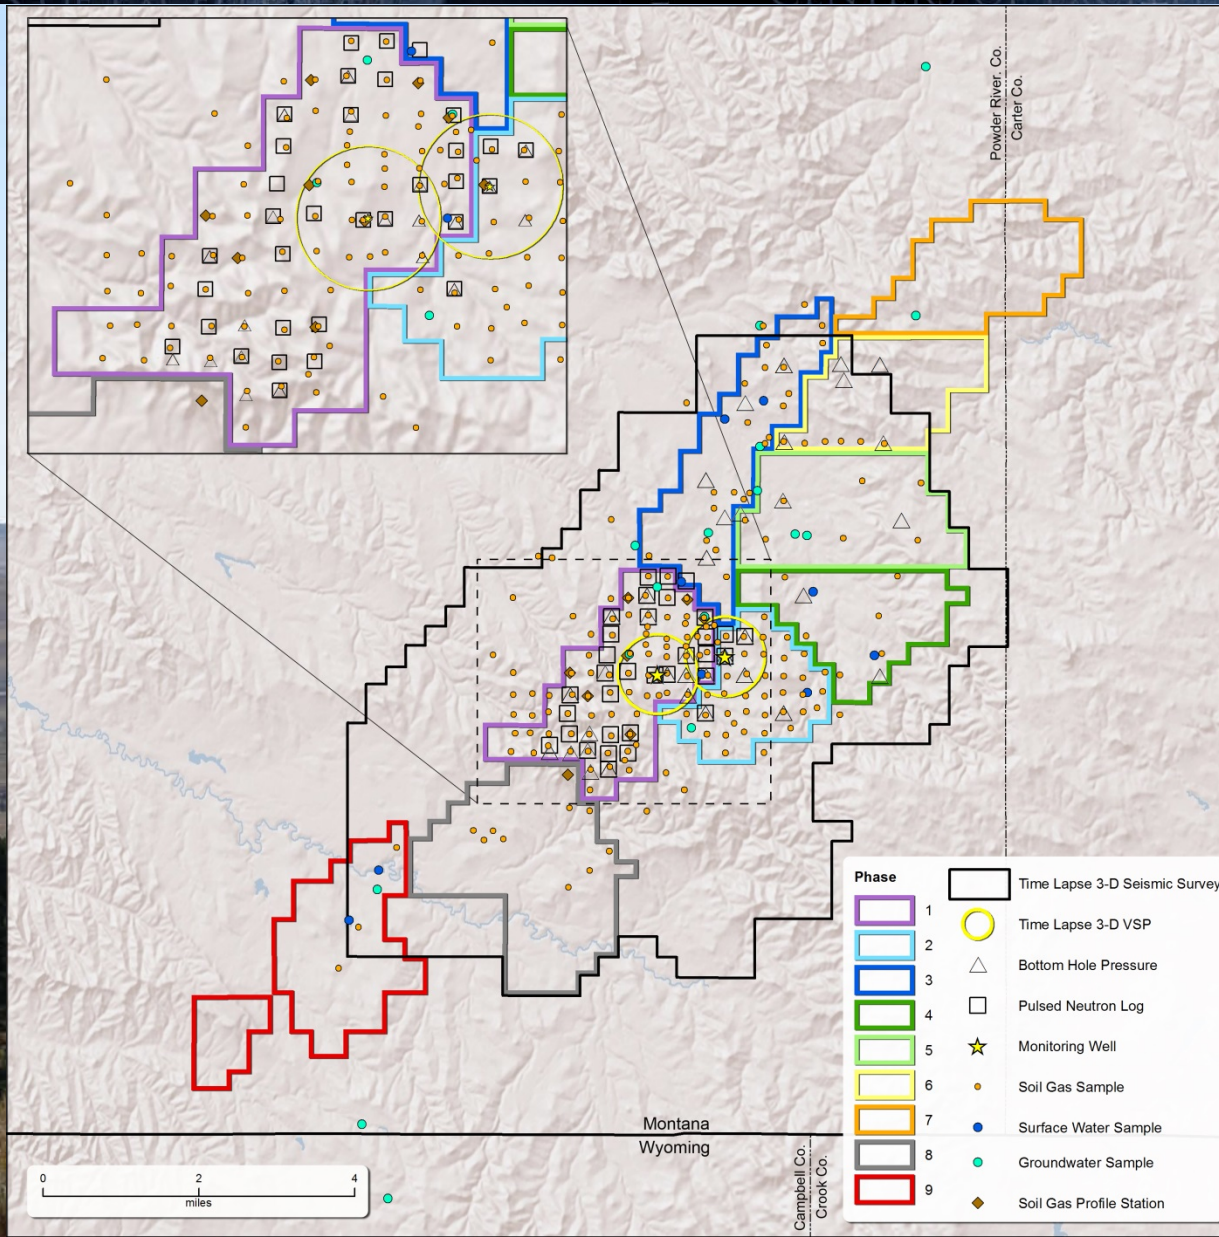 Powder River. Co.
Carter Co.
Montana
Wyoming
Campbell Co.
Crook Co.
0 2 4
miles
Phase
1
2
3
4
5
6
7
8
9
Time Lapse 3-D Seismic Survey
Time Lapse 3-D VSP
Bottom Hole Pressure
Pulsed Neutron Log
Monitoring Well
Soil Gas Sample
Surface Water Sample
Groundwater Sample
Soil Gas Profile Station